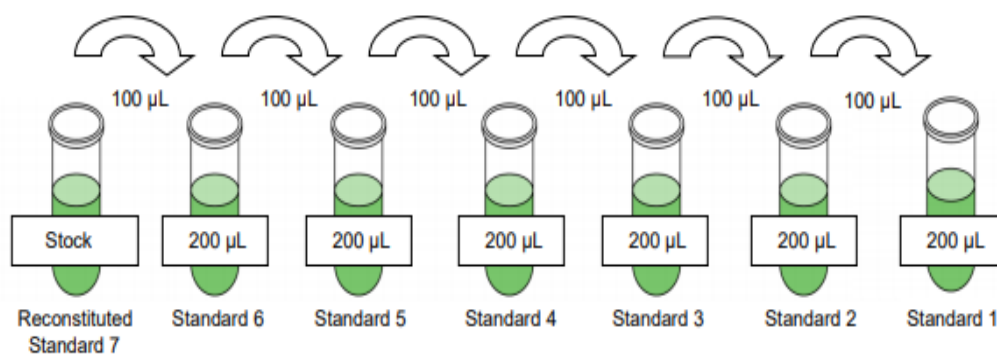 100 µL
100 µL
100 µL
100 µL
100 µL
100 µL
Stock
200 µL
200 µL
200 µL
200 µL
200 µL
200 µL
Reconstituted
Standard 7
Standard 6
Standard 5
Standard 4
Standard 3
Standard 2
Standard 1